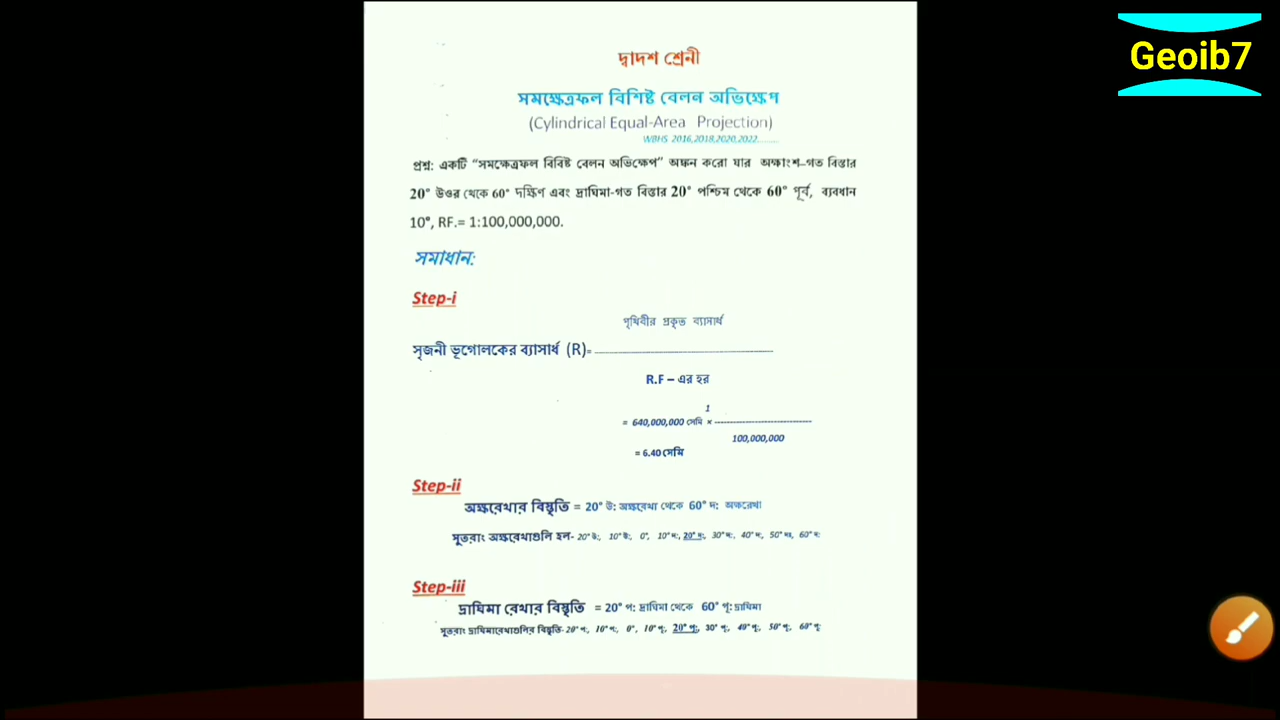 Geoib7
দ্বাদশ শ্রেনী
সমক্ষেত্রফল বিশিষ্ট বেলন অভিক্ষেপ
(Cylindrical Equal-Area Projection)
WBHS 2016,2018,2020,2022.......
প্রশ্ন: একটি “সমক্ষেত্রফল বিবিষ্ট বেলন অভিক্ষেপ” অঙ্কন করো যার অক্ষাংশ-গত বিস্তার
20° উত্তর থেকে 60° দক্ষিণ এবং দ্রাঘিমা-গত বিস্তার 20° পশ্চিম থেকে 60° পূর্ব, ব্যবধান
10°, RF.= 1:100,000,000.
সমাধান:
Step-i
পৃথিবীর প্রকৃত ব্যাসার্ধ
সৃজনী ভূগোলকের ব্যাসার্ধ (R)=
R.F – এর হর
1
= 640,000,000 সেমি ×
100,000,000
= 6.40 সেমি
Step-ii
অক্ষরেখার বিস্তৃতি = 20° উ: অক্ষরেখা থেকে 60° দ: অক্ষরেখা
সুতরাং অক্ষরেখাগুলি হল- 20° উ:, 10° উ:, 0°, 10° দ:, 20° দ:, 30° দ:, 40° দ:, 50° দঃ, 60° দ:
Step-iii
দ্রাঘিমা রেখার বিস্তৃতি = 20° প: দ্রাঘিমা থেকে 60° পূ: দ্রাঘিমা
সুতরাং দ্রাঘিমারেখাগুলির বিস্তৃতি- 20° প:, 10° প:, 0°, 10° পূ:, 20° পূ:, 30° পূ:, 40° পূ:, 50° পূ:, 60° পূ: